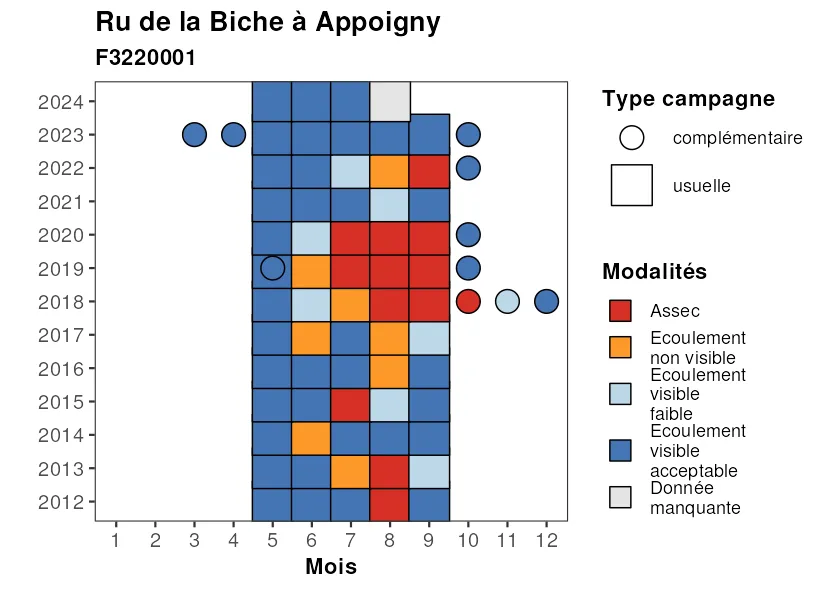 Ru de la Biche à Appoigny
F3220001
2024
2023
2022
2021
2020
2019
2018
2017
2016
2015
2014
2013
2012
1 2 3 4 5 6 7 8 9 10 11 12
Mois
Type campagne
complémentaire
usuelle
Modalités
Assec
Ecoulement
non visible
Ecoulement
visible
faible
Ecoulement
visible
acceptable
Donnée
manquante